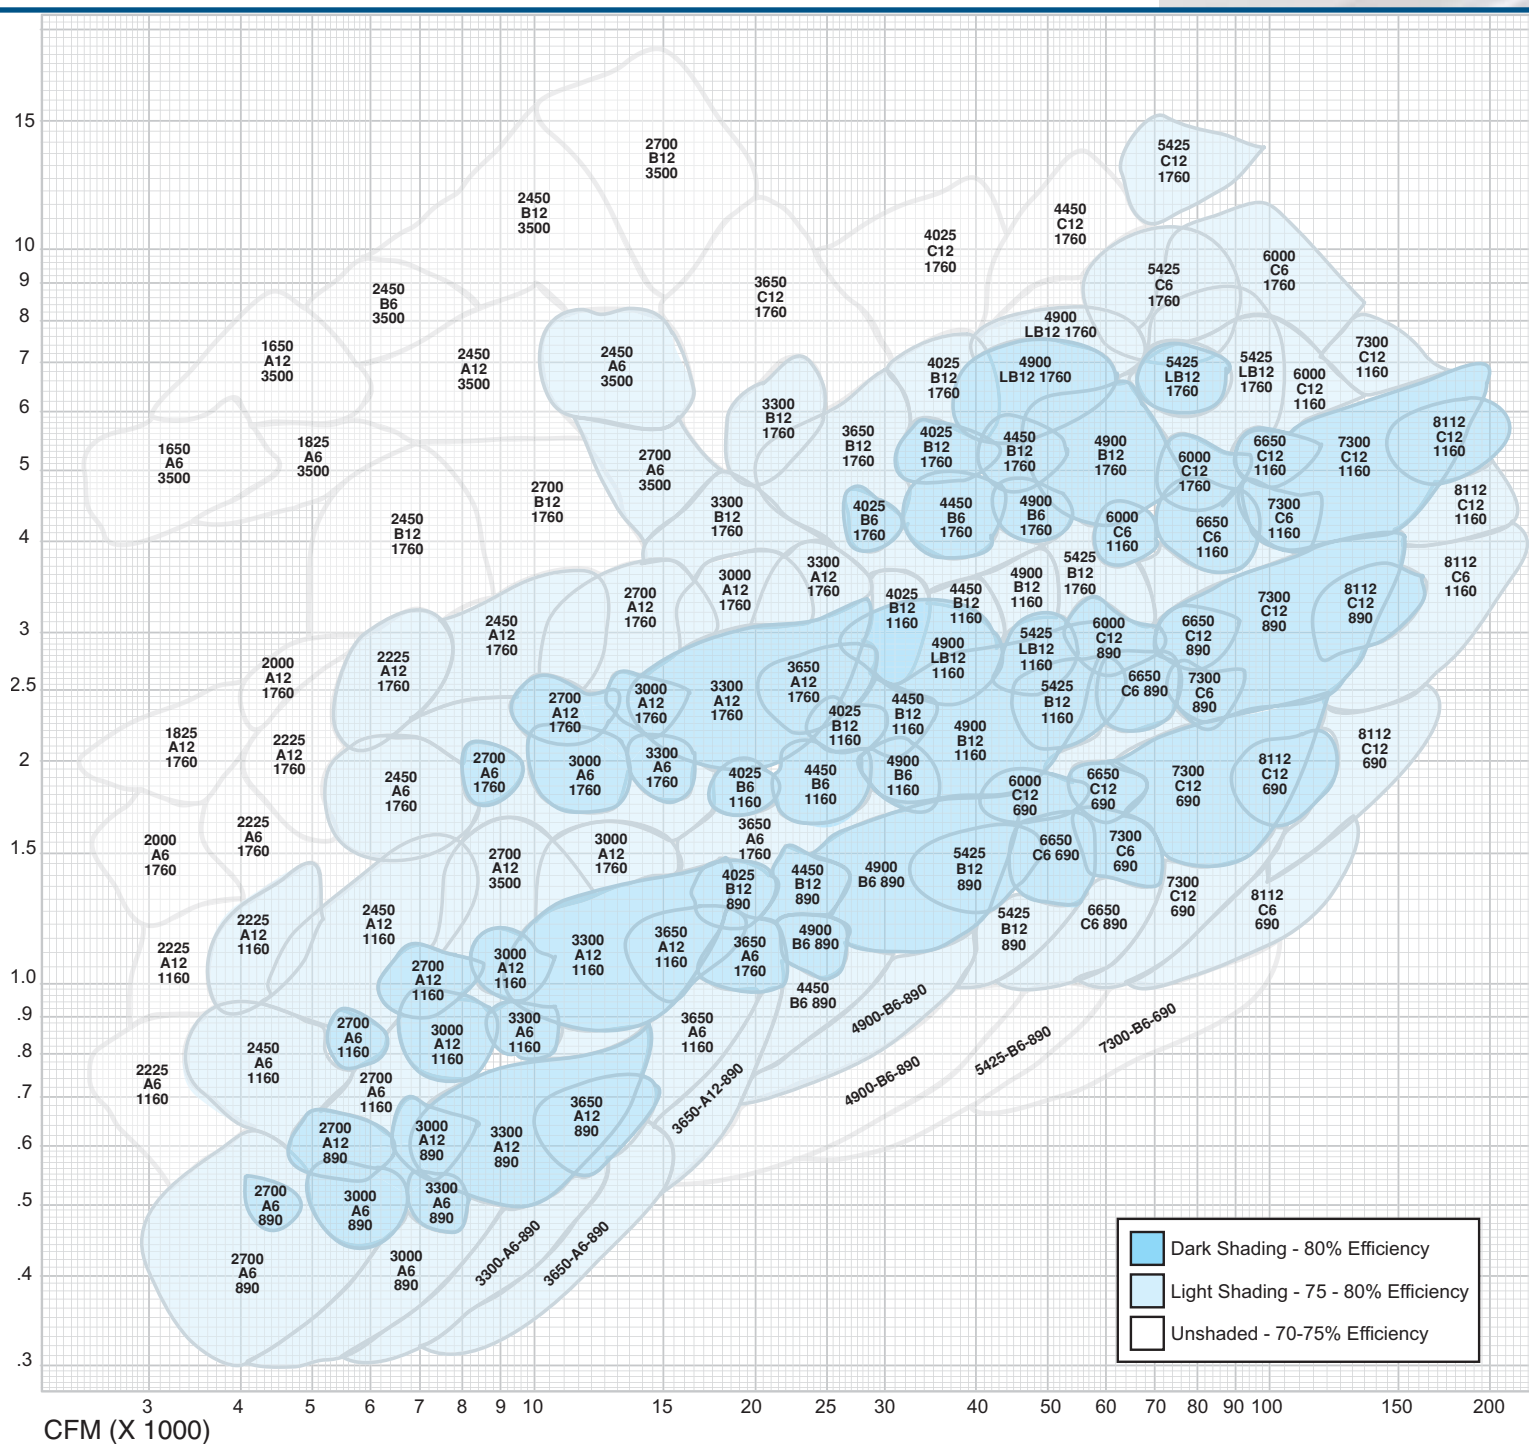 15
10
9
8
7
6
5
4
3
2.5
2
1.5
1.0
.9
.8
.7
.6
.5
.4
.3
2700
B12
3500
2450
B12
3500
5425
C12
1760
4450
C12
1760
4025
C12
1760
6000
C6
1760
5425
C6
1760
3650
C12
1760
2450
B6
3500
1650
A12
3500
2450
A12
3500
2450
A6
3500
4900
LB12 1760
4900
LB12 1760
4025
B12
1760
5425
LB12
1760
5425
LB12
1760
6000
C12
1160
7300
C12
1160
3300
B12
1760
1650
A6
3500
1825
A6
3500
2700
A6
3500
3650
B12
1760
4025
B12
1760
4450
B12
1760
4900
B12
1760
6000
C12
1760
6650
C12
1160
7300
C12
1160
8112
C12
1160
2450
B12
1760
2700
B12
1760
3300
B12
1760
4025
B6
1760
4450
B6
1760
4900
B6
1760
6000
C6
1160
6650
C6
1160
7300
C6
1160
8112
C12
1160
2700
A12
1760
3000
A12
1760
3300
A12
1760
4025
B12
1160
4450
B12
1160
4900
B12
1160
5425
B12
1760
8112
C6
1160
7300
C12
890
8112
C12
890
2450
A12
1760
4900
LB12
1160
5425
LB12
1160
6000
C12
890
6650
C12
890
2000
A12
1760
2225
A12
1760
2700
A12
1760
3000
A12
1760
3300
A12
1760
3650
A12
1760
4025
B12
1160
4450
B12
1160
4900
B12
1160
5425
B12
1160
6650
C6 890
7300
C6
890
1825
A12
1760
2225
A12
1760
2450
A6
1760
2700
A6
1760
3000
A6
1760
3300
A6
1760
4025
B6
1160
4450
B6
1160
4900
B6
1160
6000
C12
690
6650
C12
690
7300
C12
690
8112
C12
690
8112
C12
690
2000
A6
1760
2225
A6
1760
2700
A12
3500
3000
A12
1760
3650
A6
1760
4025
B12
890
4450
B12
890
4900
B6 890
5425
B12
890
6650
C6 690
7300
C6
690
2225
A12
1160
2225
A12
1160
2450
A12
1160
2700
A12
1160
3000
A12
1160
3300
A12
1160
3650
A12
1160
3650
A6
1760
4900
B6 890
5425
B12
890
6650
C6 890
7300
C12
690
8112
C6
690
2225
A6
1160
2450
A6
1160
2700
A6
1160
3000
A12
1160
3300
A6
1160
3650
A6
1160
4450
B6 890
4900-B6-890
4900-B6-890
5425-B6-890
7300-B6-690
2700
A6
1160
2700
A12
890
3000
A12
890
3300
A12
890
3650
A12
890
3650-A12-890
2700
A6
890
3000
A6
890
3300
A6
890
2700
A6
890
3000
A6
890
3300-A6-890
3650-A6-890
Dark Shading - 80% Efficiency
Light Shading - 75 - 80% Efficiency
Unshaded - 70-75% Efficiency
3 4 5 6 7 8 9 10 15 20 25 30 40 50 60 70 80 90 100 150 200
CFM (X 1000)